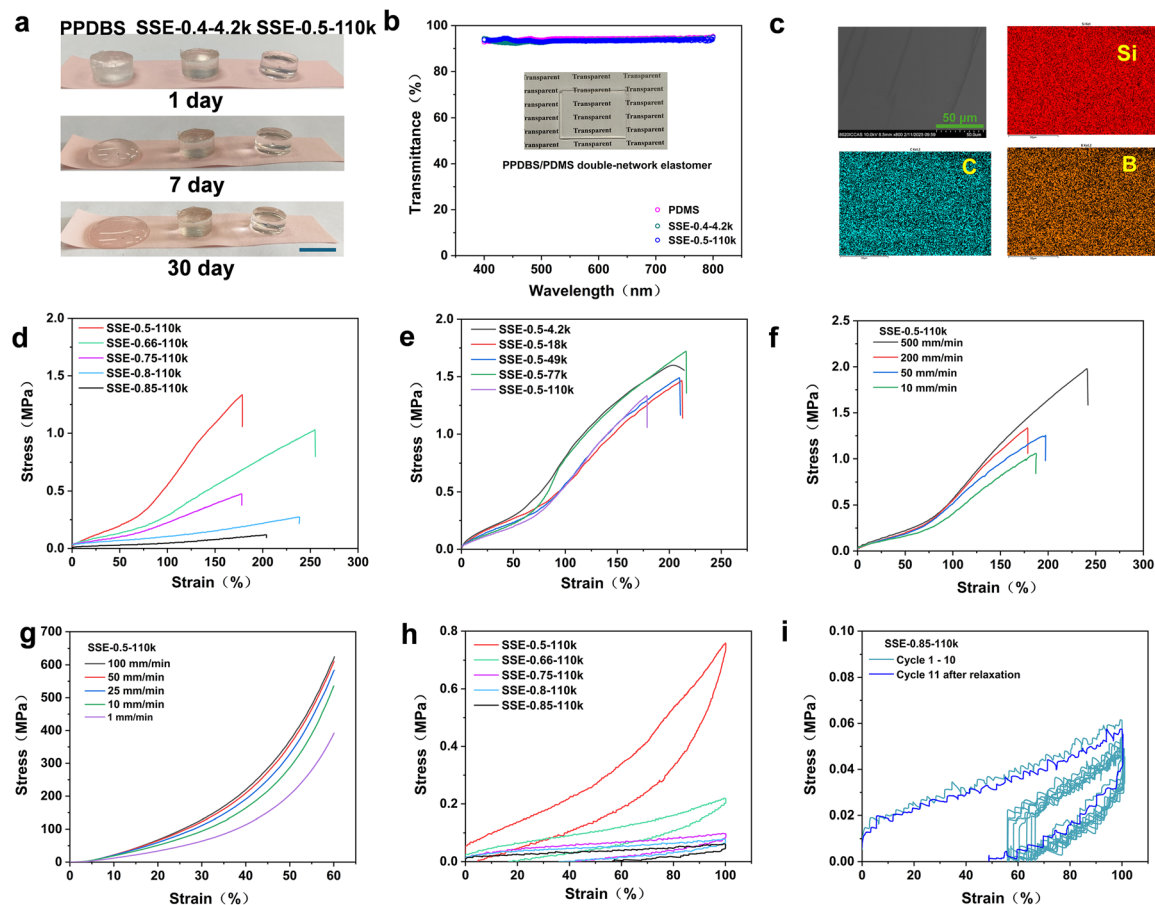 a
PPDBS SSE-0.4-4.2k SSE-0.5-110k
1 day
7 day
30 day
b
Transmittance (%)
100
80
60
40
20
0
ransparent Transparent Transparent
ransparent Transparent Transparent
ransparent Transparent Transparent
ransparent Transparent Transparent
ransparent Transparent Transparent
ransparent Transparent Transparent
PPDBS/PDMS double-network elastomer
PDMS
SSE-0.4-4.2k
SSE-0.5-110k
400 500 600 700 800
Wavelength（nm）
c
50 μm
Si
C
B
d
Stress（MPa）
2.0
1.5
1.0
0.5
0.0
SSE-0.5-110k
SSE-0.66-110k
SSE-0.75-110k
SSE-0.8-110k
SSE-0.85-110k
0 50 100 150 200 250 300
Strain（%）
e
Stress（MPa）
2.0
1.5
1.0
0.5
0.0
SSE-0.5-4.2k
SSE-0.5-18k
SSE-0.5-49k
SSE-0.5-77k
SSE-0.5-110k
0 50 100 150 200 250
Strain（%）
f
Stress（MPa）
2.5
2.0
1.5
1.0
0.5
0.0
SSE-0.5-110k
500 mm/min
200 mm/min
50 mm/min
10 mm/min
0 50 100 150 200 250 300
Strain（%）
g
Stress（MPa）
700
600
500
400
300
200
100
0
SSE-0.5-110k
100 mm/min
50 mm/min
25 mm/min
10 mm/min
1 mm/min
0 10 20 30 40 50 60
Strain（%）
h
Stress（MPa）
0.8
0.6
0.4
0.2
0.0
SSE-0.5-110k
SSE-0.66-110k
SSE-0.75-110k
SSE-0.8-110k
SSE-0.85-110k
0 20 40 60 80 100
Strain（%）
i
Stress（MPa）
0.10
0.08
0.06
0.04
0.02
0.00
SSE-0.85-110k
Cycle 1 - 10
Cycle 11 after relaxation
0 20 40 60 80 100
Strain（%）